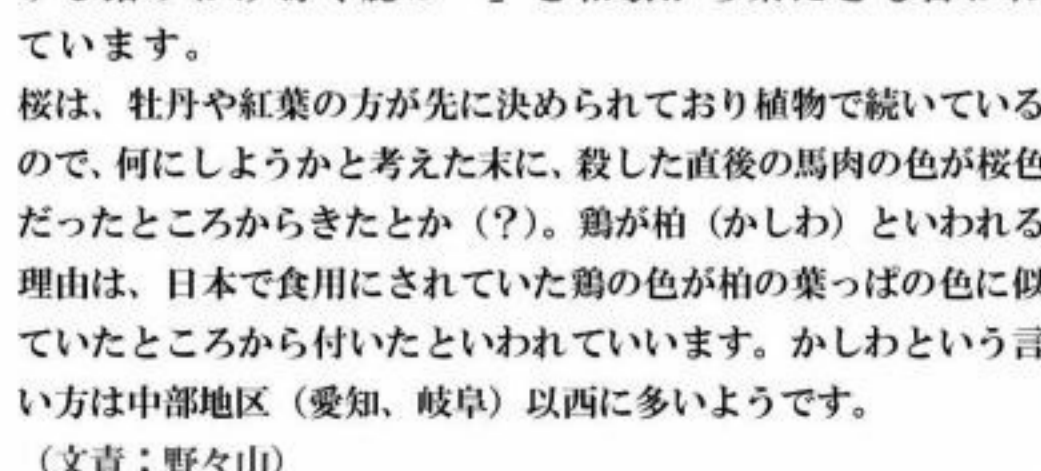 ています。
桜は、牡丹や紅葉の方が先に決められており植物で続いている
ので、何にしようかと考えた末に、殺した直後の馬肉の色が桜色
だったところからきたとか（？）。鶏が柏（かしわ）といわれる
理由は、日本で食用にされていた鶏の色が柏の葉っぱの色に似
ていたところから付いたといわれていいます。かしわという言
い方は中部地区（愛知、岐阜）以西に多いようです。
（文責：野々山）